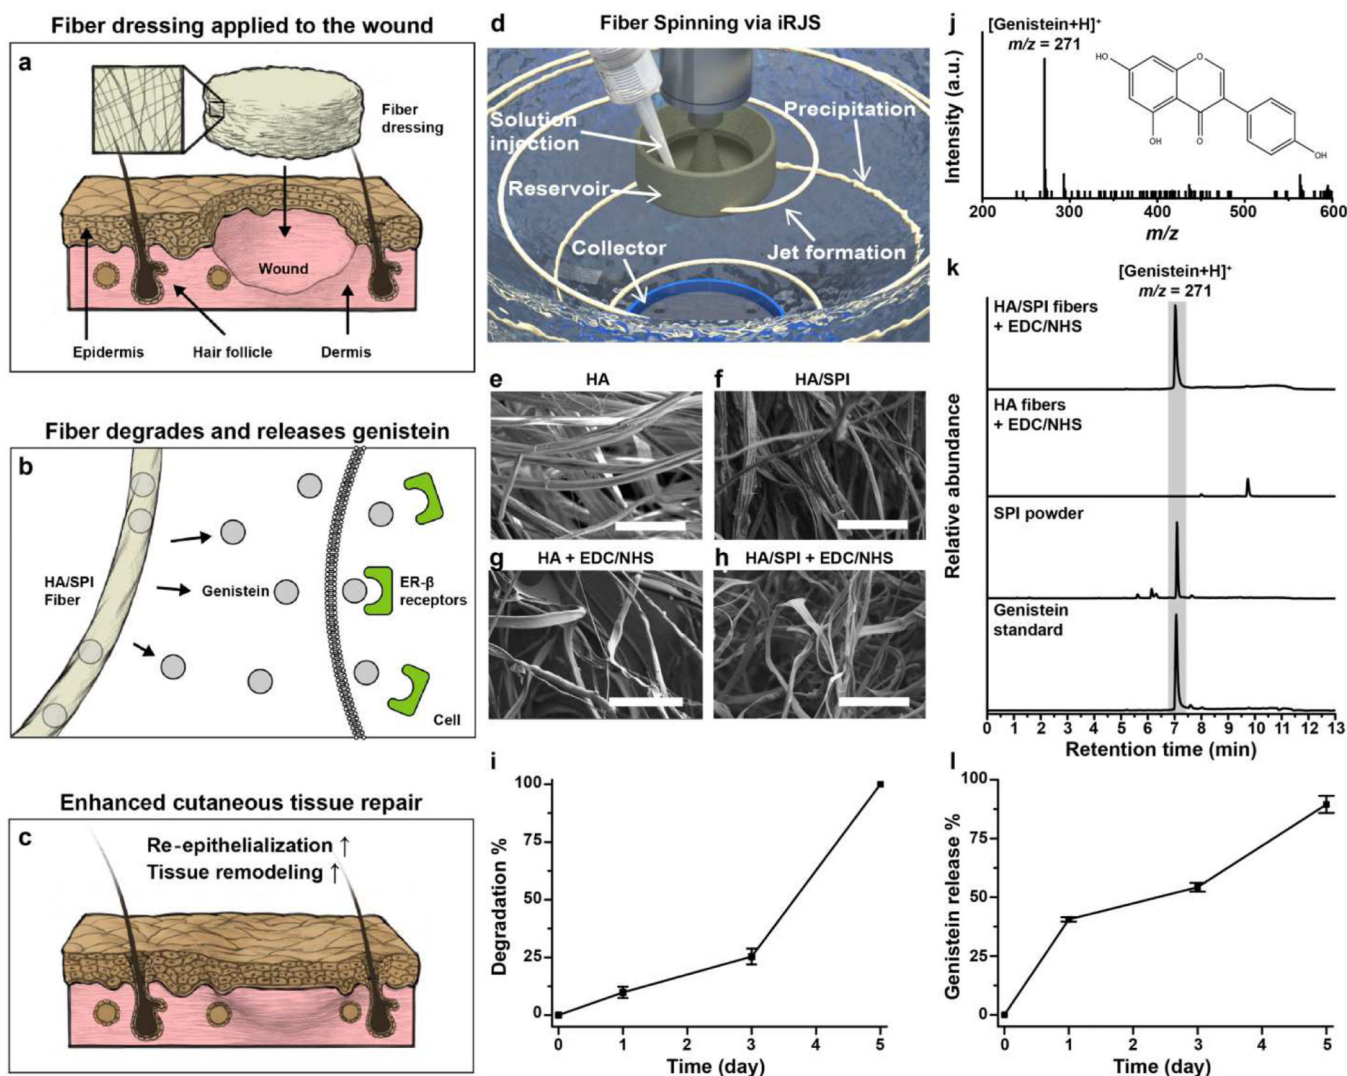 Fiber dressing applied to the wound
a
Fiber
dressing
Wound
Epidermis
Hair follicle
Dermis
Fiber degrades and releases genistein
b
HA/SPI
Fiber
Genistein
ER-β
receptors
Cell
Enhanced cutaneous tissue repair
c
Re-epithelialization ↑
Tissue remodeling ↑
d
Fiber Spinning via iRJS
Solution
injection
Precipitation
Reservoir
Collector
Jet formation
e
HA
f
HA/SPI
g
HA + EDC/NHS
h
HA/SPI + EDC/NHS
i
100
75
50
25
0
Degradation %
0 1 2 3 4 5
Time (day)
j
[Genistein+H]⁺
m/z = 271
HO
O
OH
O
OH
Intensity (a.u.)
200 300 400 500 600
m/z
k
[Genistein+H]⁺
m/z = 271
HA/SPI fibers
+ EDC/NHS
HA fibers
+ EDC/NHS
SPI powder
Genistein
standard
Relative abundance
0 1 2 3 4 5 6 7 8 9 10 11 12 13
Retention time (min)
l
100
75
50
25
0
Genistein release %
0 1 2 3 4 5
Time (day)